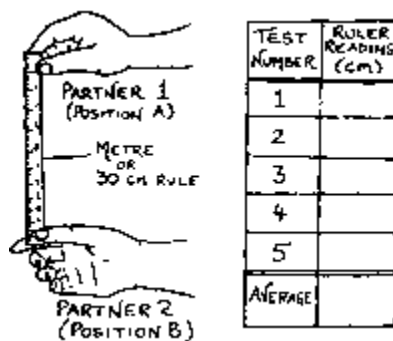 PARTNER 1
(POSITION A)
METRE
OR
30 CM RULE
PARTNER 2
(POSITION B)
TEST
NUMBER
RULER
READING
(cm)
1
2
3
4
5
AVERAGE